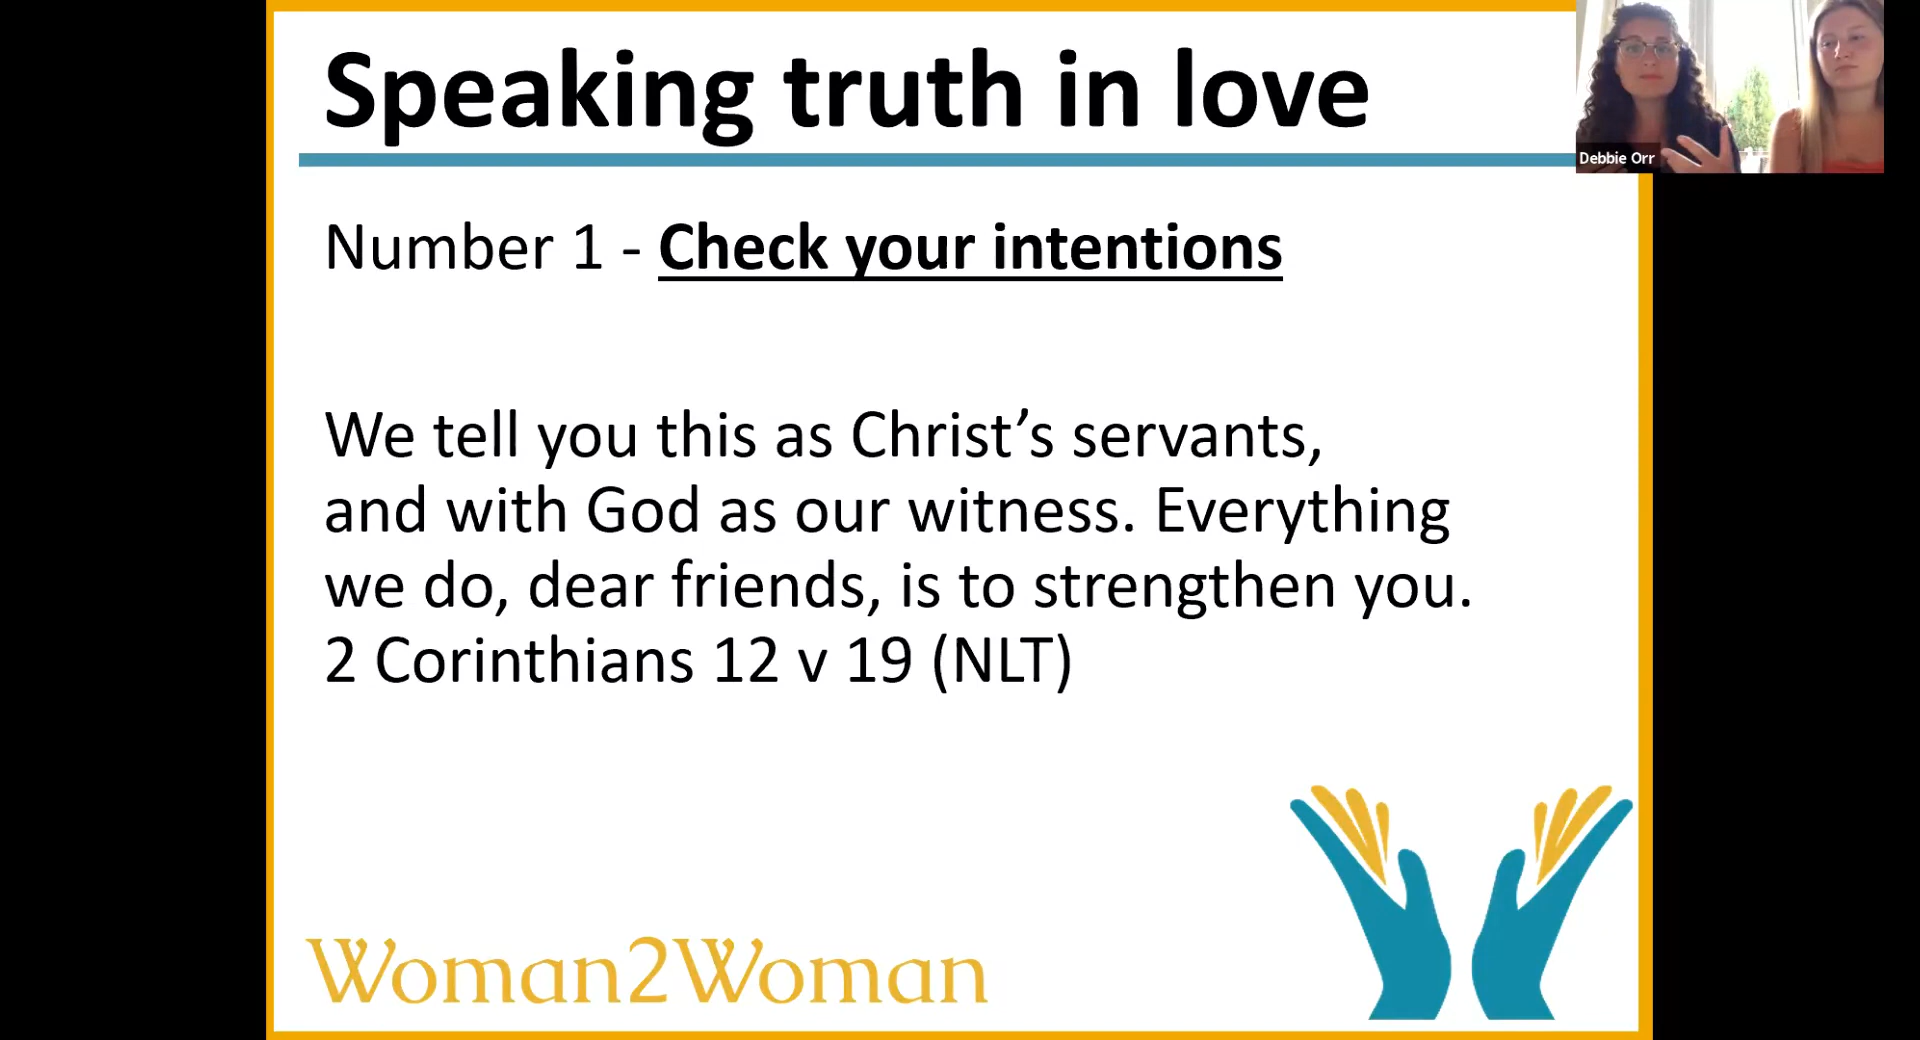 Speaking truth in love
Debbie Orr
Number 1 - Check your intentions
We tell you this as Christ’s servants,
and with God as our witness. Everything
we do, dear friends, is to strengthen you.
2 Corinthians 12 v 19 (NLT)
Woman2Woman